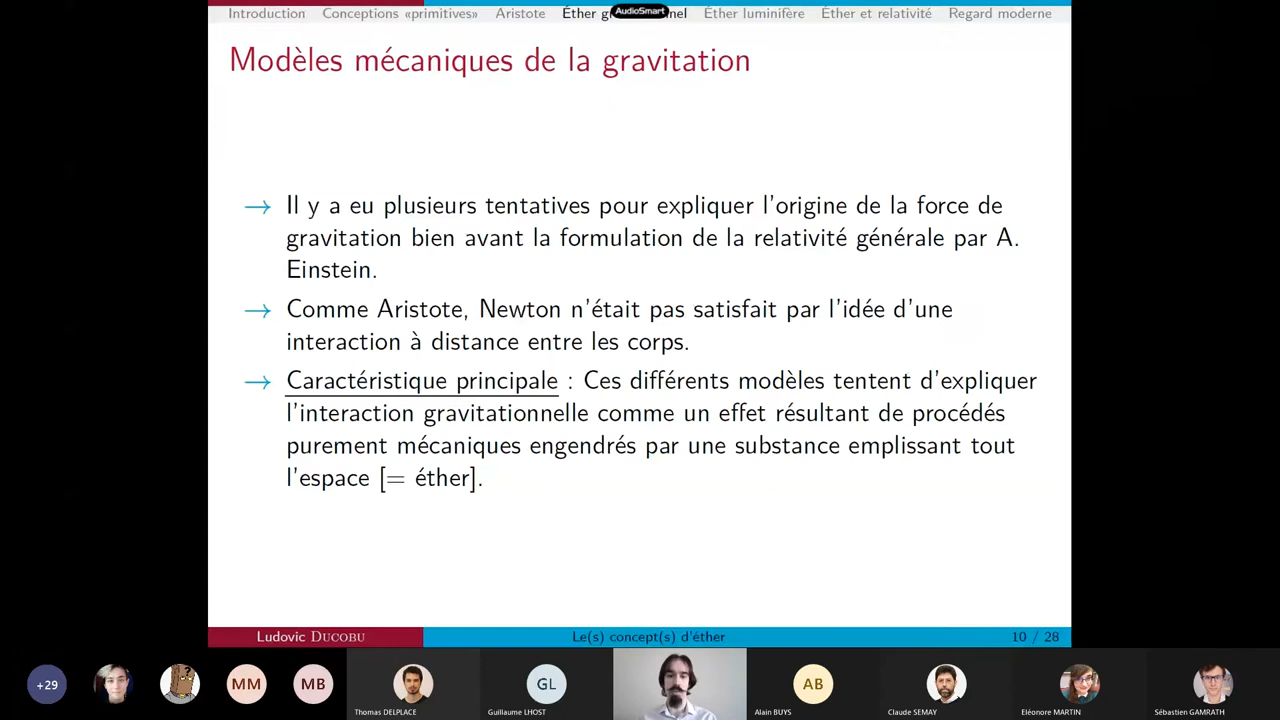 Introduction Conceptions «primitives» Aristote Éther gr nnel Éther luminifère Éther et relativité Regard moderne
AudioSmart
Modèles mécaniques de la gravitation
→ Il y a eu plusieurs tentatives pour expliquer l'origine de la force de
gravitation bien avant la formulation de la relativité générale par A.
Einstein.
→ Comme Aristote, Newton n'était pas satisfait par l'idée d'une
interaction à distance entre les corps.
→ Caractéristique principale : Ces différents modèles tentent d'expliquer
l'interaction gravitationnelle comme un effet résultant de procédés
purement mécaniques engendrés par une substance emplissant tout
l'espace [= éther].
Ludovic DUCOBU Le(s) concept(s) d'éther 10 / 28
+29 MM MB GL AB
Thomas DELPLACE Guillaume LHOST Alain BUYS Claude SEMAY Eléonore MARTIN Sébastien GAMRATH